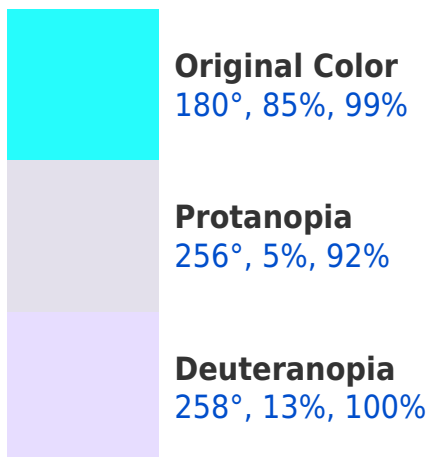 Original Color
180°, 85%, 99%
Protanopia
256°, 5%, 92%
Deuteranopia
258°, 13%, 100%